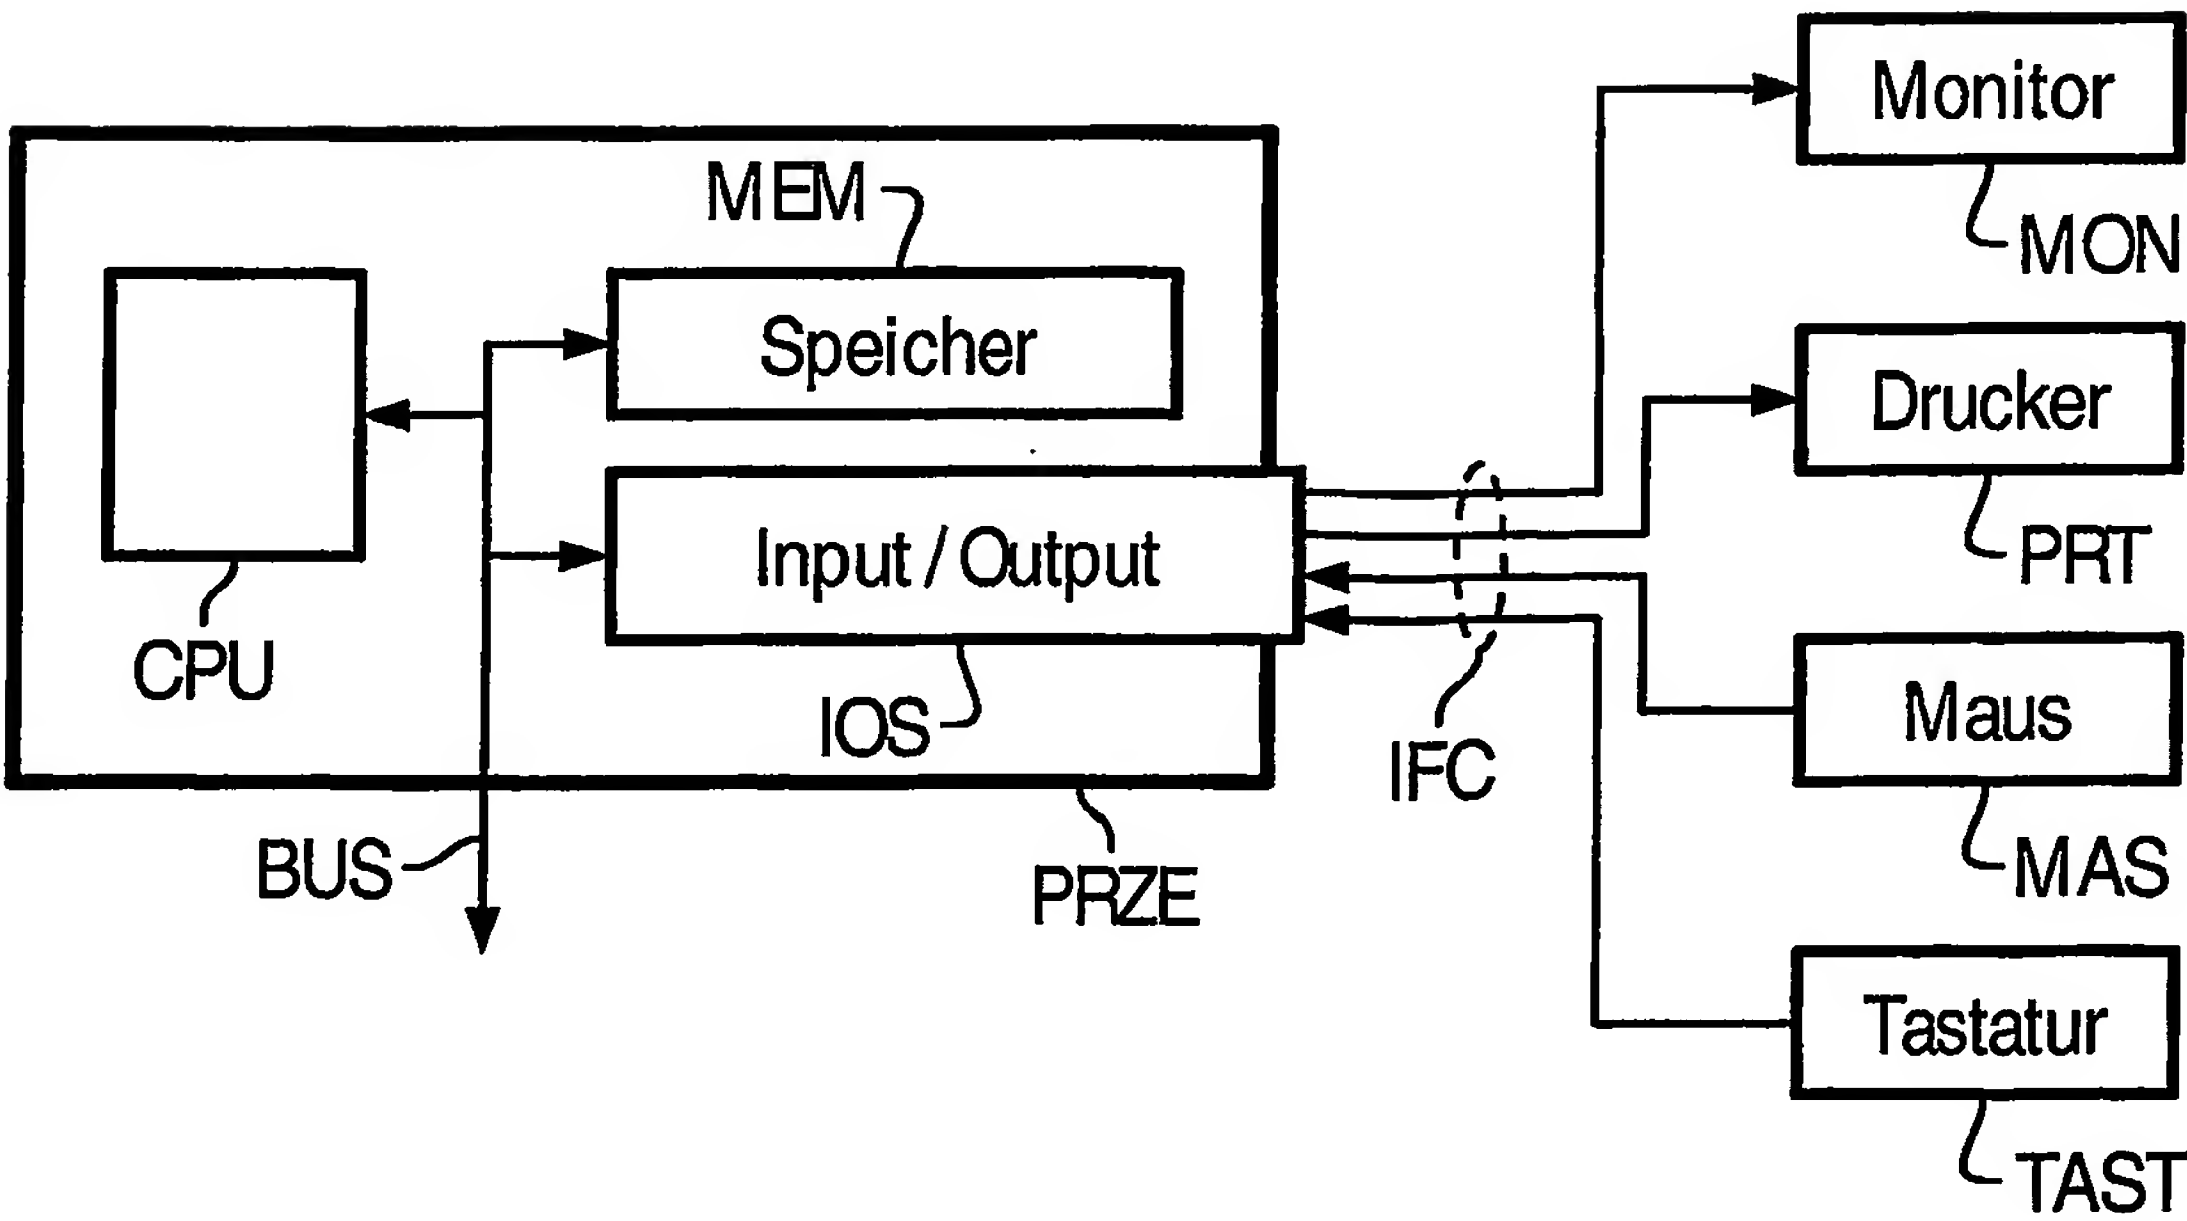 Monitor
MON
MEM
Speicher
Drucker
PRT
Input / Output
CPU
IOS
IFC
Maus
MAS
BUS
PRZE
Tastatur
TAST